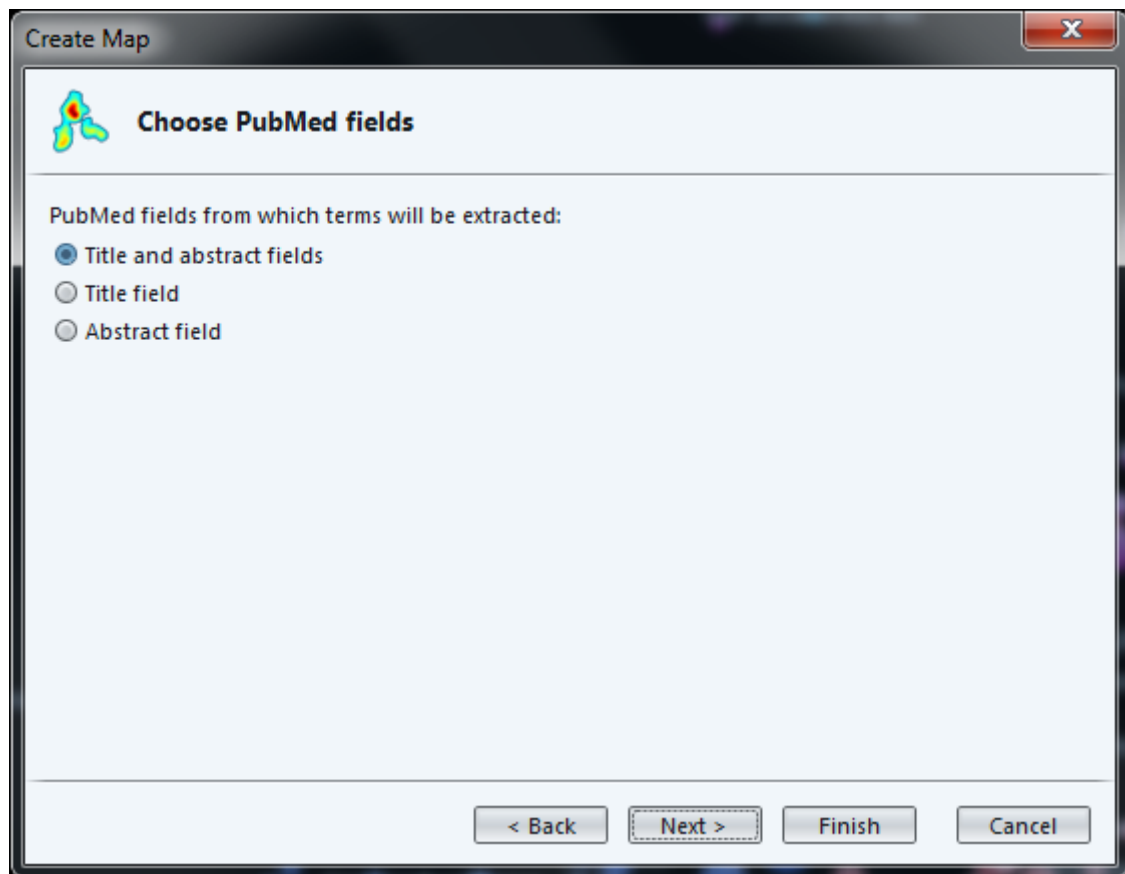 Create Map
Choose PubMed fields
PubMed fields from which terms will be extracted:
Title and abstract fields
Title field
Abstract field
< Back Next > Finish Cancel